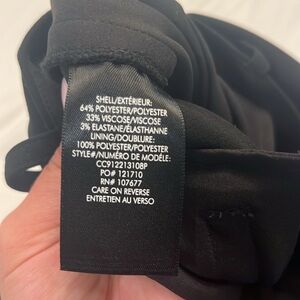 SHELL/EXTÉRIEUR:
64% POLYESTER/POLYESTER
33% VISCOSE/VISCOSE
3% ELASTANE/ÉLASTHANNE
LINING/DOUBLURE:
100% POLYESTER/POLYESTER
STYLE#/NUMÉRO DE MODÈLE:
CC912213108P
PO# 121710
RN# 107677
CARE ON REVERSE
ENTRETIEN AU VERSO